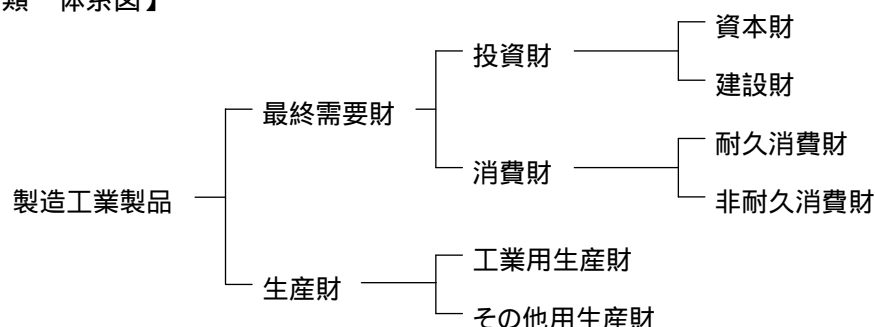 類 体系図】
資本財
投資財
建設財
最終需要財
耐久消費財
消費財
製造工業製品
非耐久消費財
工業用生産財
生産財
その他用生産財